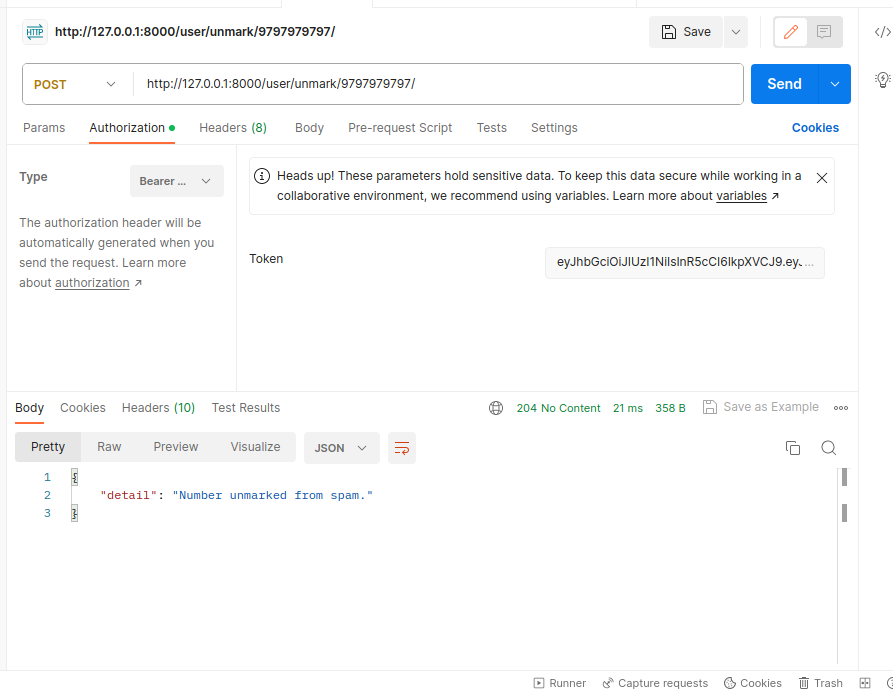 HTTP http://127.0.0.1:8000/user/unmark/9797979797/ Save
POST http://127.0.0.1:8000/user/unmark/9797979797/ Send
Params Authorization Headers (8) Body Pre-request Script Tests Settings Cookies
Type Bearer ...
The authorization header will be
automatically generated when you
send the request. Learn more
about authorization ↗
Heads up! These parameters hold sensitive data. To keep this data secure while working in a
collaborative environment, we recommend using variables. Learn more about variables ↗
Token eyJhbGciOiJIUzI1NiIsInR5cCI6IkpXVCJ9.eyJ...
Body Cookies Headers (10) Test Results 204 No Content 21 ms 358 B Save as Example
Pretty Raw Preview Visualize JSON
1 {
2 "detail": "Number unmarked from spam."
3 }
Runner Capture requests Cookies Trash